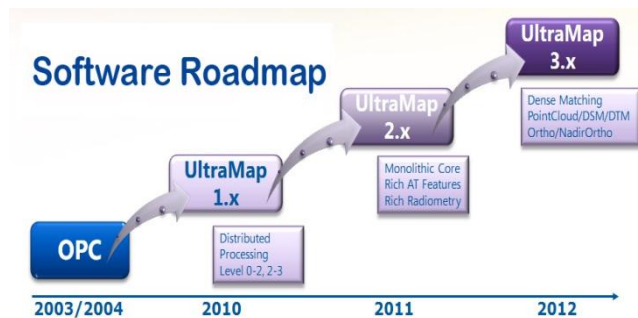 Software Roadmap
OPC
UltraMap
1.x
Distributed
Processing
Level 0-2, 2-3
UltraMap
2.x
Monolithic Core
Rich AT Features
Rich Radiometry
UltraMap
3.x
Dense Matching
PointCloud/DSM/DTM
Ortho/NadirOrtho
2003/2004
2010
2011
2012